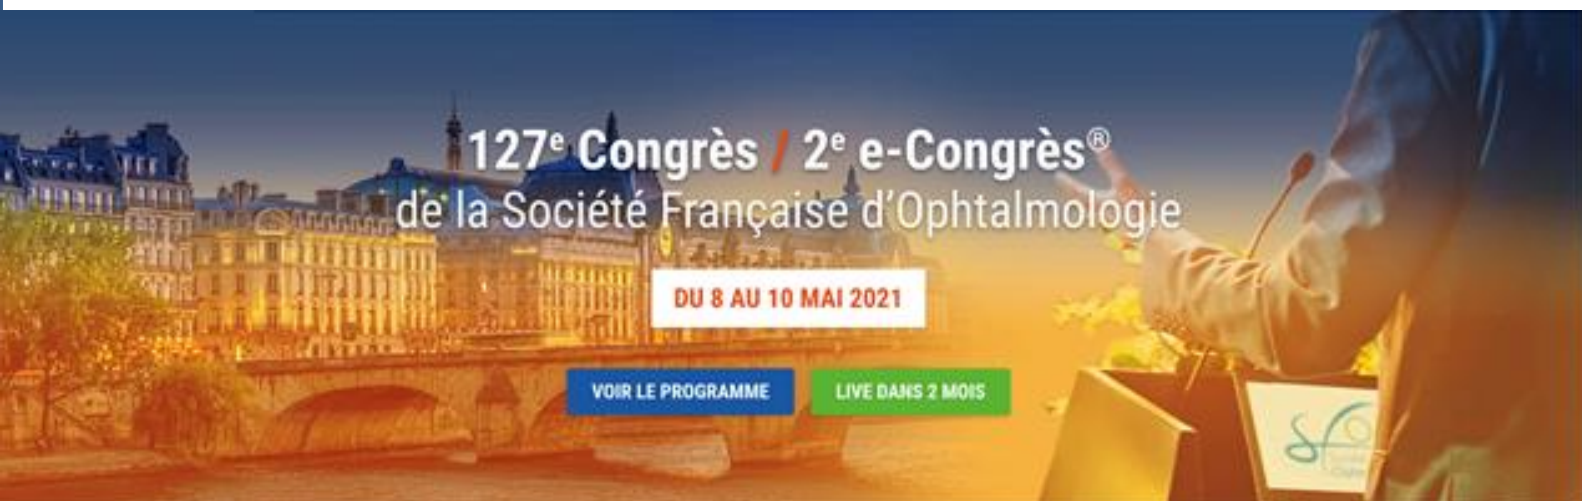 127e Congrès / 2e e-Congrès®
de la Société Française d'Ophtalmologie
DU 8 AU 10 MAI 2021
VOIR LE PROGRAMME
LIVE DANS 2 MOIS